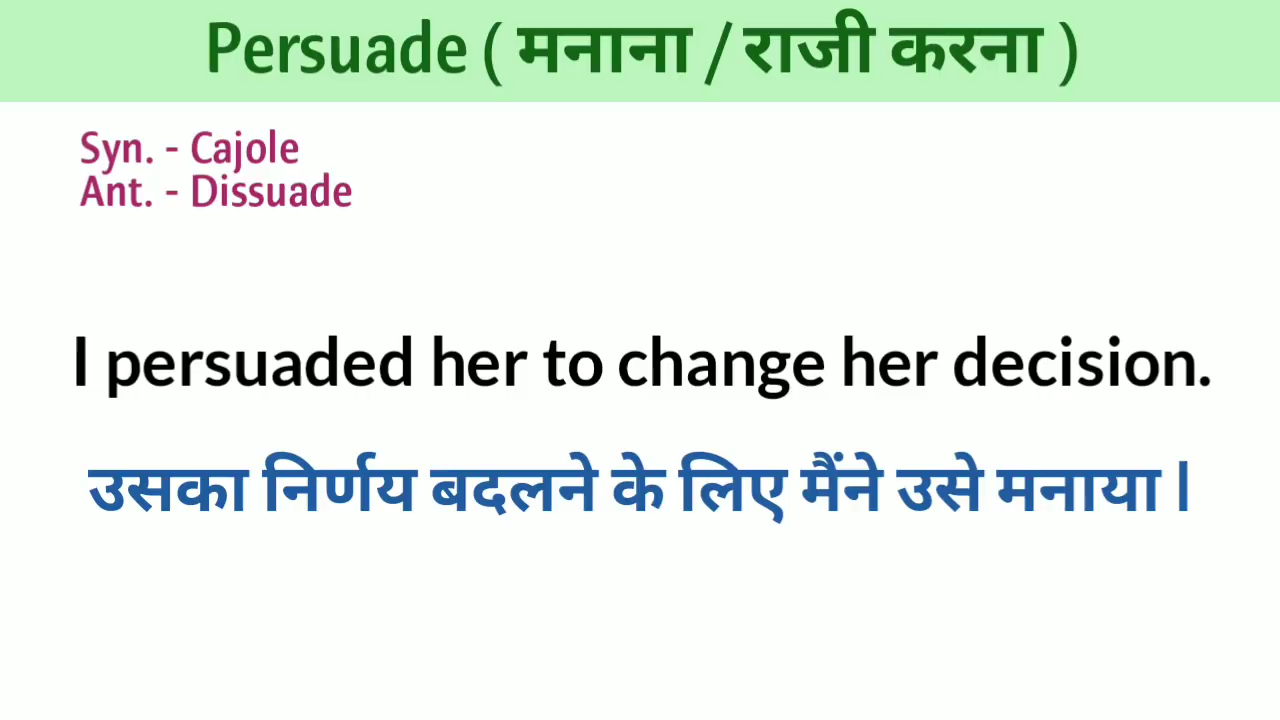 Persuade ( मनाना / राजी करना )
Syn. - Cajole
Ant. - Dissuade
I persuaded her to change her decision.
उसका निर्णय बदलने के लिए मैंने उसे मनाया l